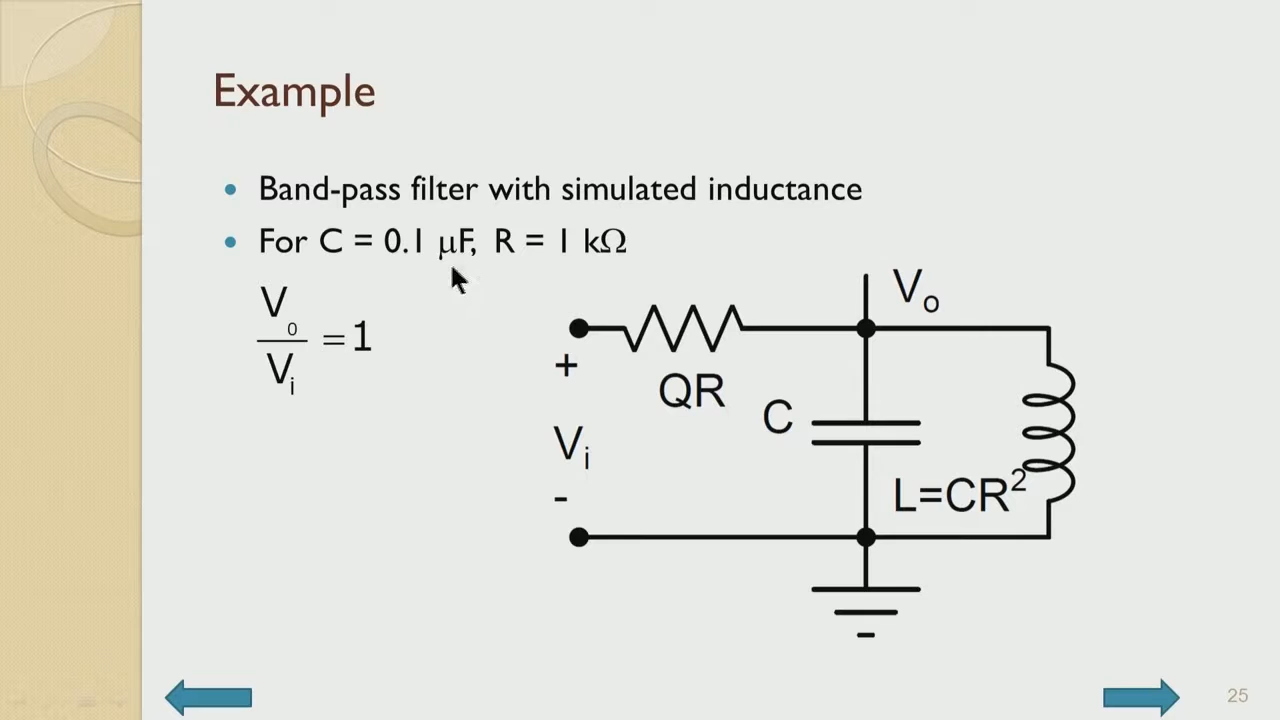 Example
• Band-pass filter with simulated inductance
• For C = 0.1 μF, R = 1 kΩ
V₀/Vᵢ = 1
Vₒ
+
QR
C
Vᵢ
L=CR²
-
25